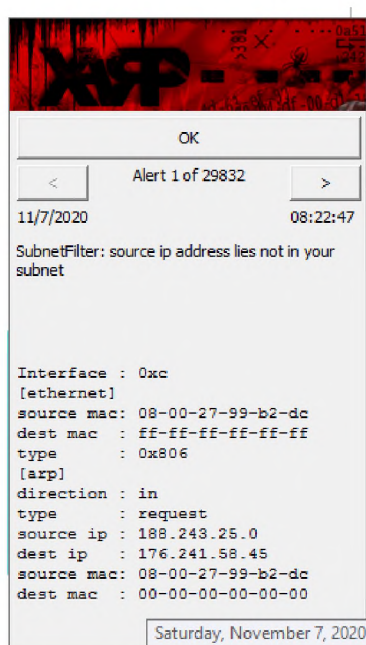 XARP
OK
< Alert 1 of 29832 >
11/7/2020 08:22:47
SubnetFilter: source ip address lies not in your
subnet
Interface : 0xc
[ethernet]
source mac: 08-00-27-99-b2-dc
dest mac  : ff-ff-ff-ff-ff-ff
type      : 0x806
[arp]
direction : in
type      : request
source ip : 188.243.25.0
dest ip   : 176.241.58.45
source mac: 08-00-27-99-b2-dc
dest mac  : 00-00-00-00-00-00
Saturday, November 7, 2020